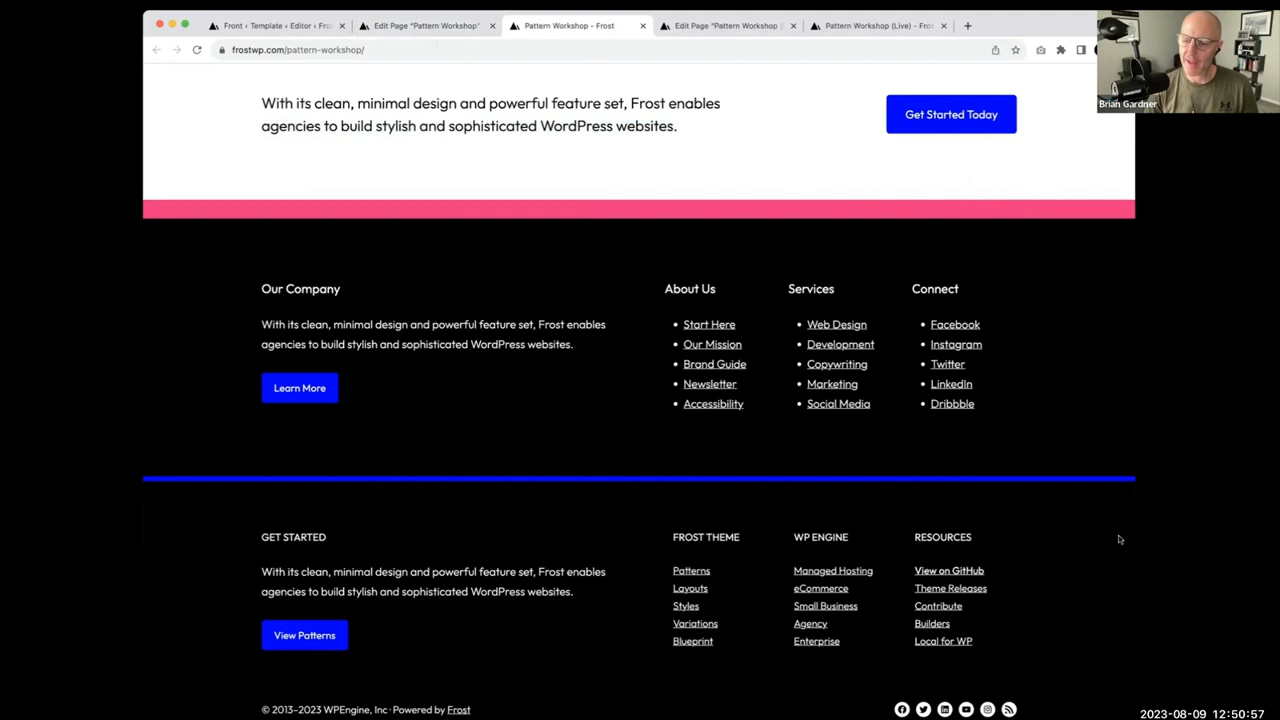 Front ‹ Template ‹ Editor ‹ Fro
Edit Page "Pattern Workshop"
Pattern Workshop - Frost
Edit Page "Pattern Workshop
Pattern Workshop (Live) - Fro
frostwp.com/pattern-workshop/
Brian Gardner
With its clean, minimal design and powerful feature set, Frost enables
agencies to build stylish and sophisticated WordPress websites.
Get Started Today
Our Company
With its clean, minimal design and powerful feature set, Frost enables
agencies to build stylish and sophisticated WordPress websites.
Learn More
About Us
• Start Here
• Our Mission
• Brand Guide
• Newsletter
• Accessibility
Services
• Web Design
• Development
• Copywriting
• Marketing
• Social Media
Connect
• Facebook
• Instagram
• Twitter
• LinkedIn
• Dribbble
GET STARTED
With its clean, minimal design and powerful feature set, Frost enables
agencies to build stylish and sophisticated WordPress websites.
View Patterns
FROST THEME
Patterns
Layouts
Styles
Variations
Blueprint
WP ENGINE
Managed Hosting
eCommerce
Small Business
Agency
Enterprise
RESOURCES
View on GitHub
Theme Releases
Contribute
Builders
Local for WP
© 2013–2023 WPEngine, Inc · Powered by Frost
2023-08-09 12:50:57